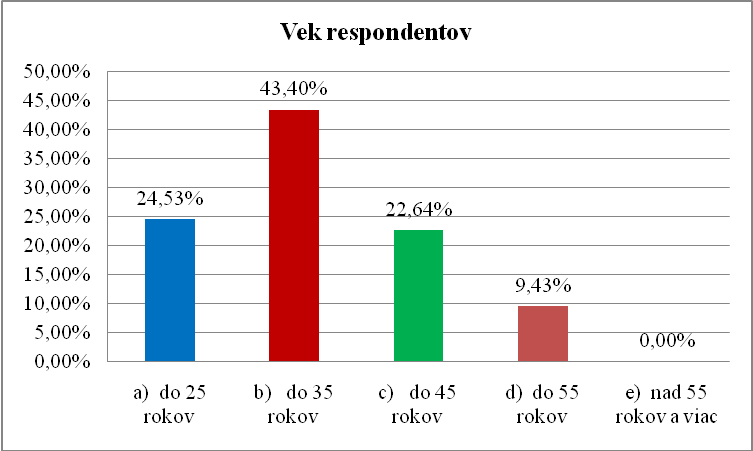 Vek respondentov
50,00%
45,00%
40,00%
35,00%
30,00%
25,00%
20,00%
15,00%
10,00%
5,00%
0,00%
24,53%
43,40%
22,64%
9,43%
0,00%
a) do 25
rokov
b) do 35
rokov
c) do 45
rokov
d) do 55
rokov
e) nad 55
rokov a viac